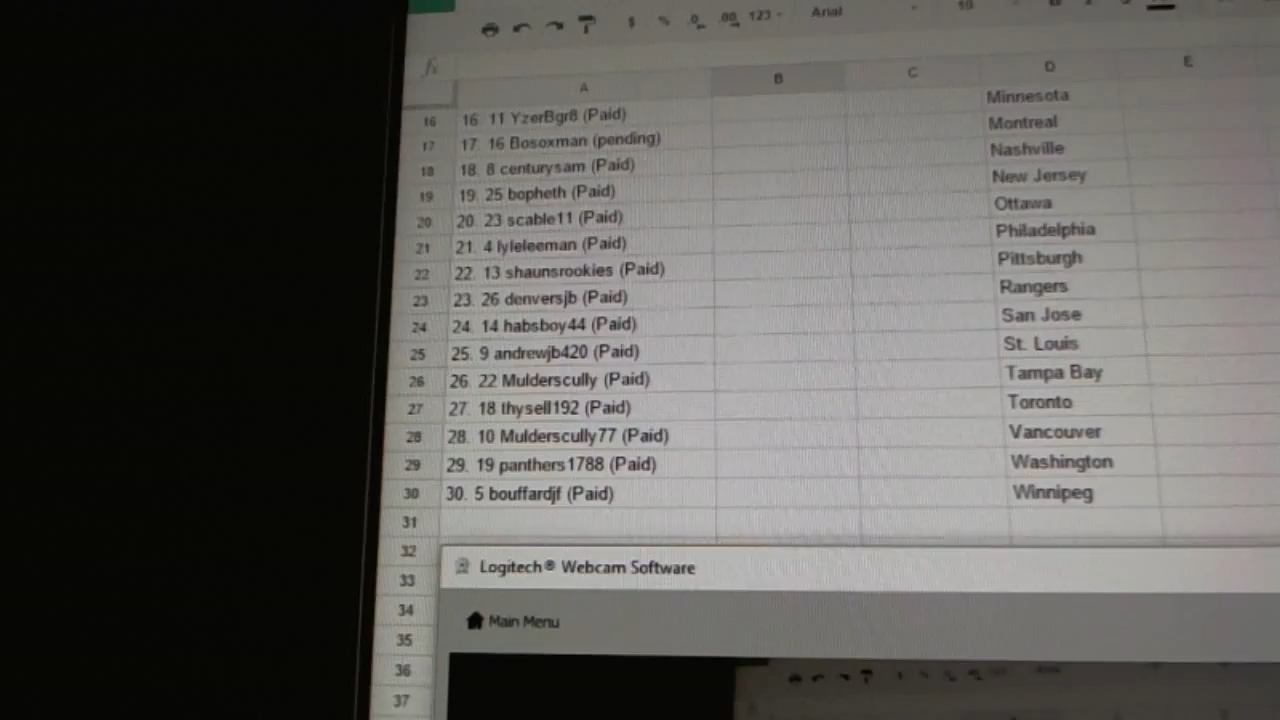 $ % .0 .00 123 Arial 10
fx
A B C D E
Minnesota
16 16. 11 YzerBgr8 (Paid) Montreal
17 17. 16 Bosoxman (pending) Nashville
18 18. 8 centurysam (Paid) New Jersey
19 19. 25 bopheth (Paid) Ottawa
20 20. 23 scable11 (Paid) Philadelphia
21 21. 4 lyleleeman (Paid) Pittsburgh
22 22. 13 shaunsrookies (Paid) Rangers
23 23. 26 denversjb (Paid) San Jose
24 24. 14 habsboy44 (Paid) St. Louis
25 25. 9 andrewjb420 (Paid) Tampa Bay
26 26. 22 Mulderscully (Paid) Toronto
27 27. 18 thysell192 (Paid) Vancouver
28 28. 10 Mulderscully77 (Paid) Washington
29 29. 19 panthers1788 (Paid) Winnipeg
30 30. 5 bouffardjf (Paid)
31
32
33 Logitech® Webcam Software
34 Main Menu
35
36
37